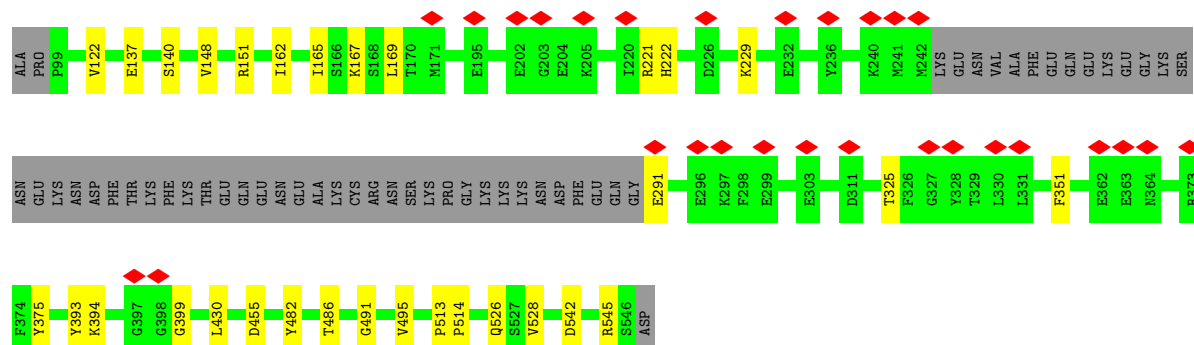 ALA PRO P99 V122 E137 S140 V148 R151 I162 I165 S166 K167 S168 L169 T170 M171 E195 E202 G203 E204 K205 I220 R221 H222 D226 K229 E232 Y236 K240 M241 M242 LYS GLU ASN VAL ALA PHE GLU GLN GLU LYS GLU GLY LYS SER
ASN GLU LYS ASN ASP PHE THR LYS PHE LYS THR GLU GLN GLU ASN GLU ALA LYS CYS ARG ASN SER LYS PRO GLY LYS LYS LYS ASN ASP PHE GLU GLN GLY E291 E296 K297 F298 E299 E303 D311 T325 F326 G327 Y328 T329 L330 L331 F351 E362 E363 N364 R373
F374 Y375 Y393 K394 G397 G398 G399 L430 D455 Y482 T486 G491 V495 P513 P514 Q526 S527 V528 D542 R545 S546 ASP